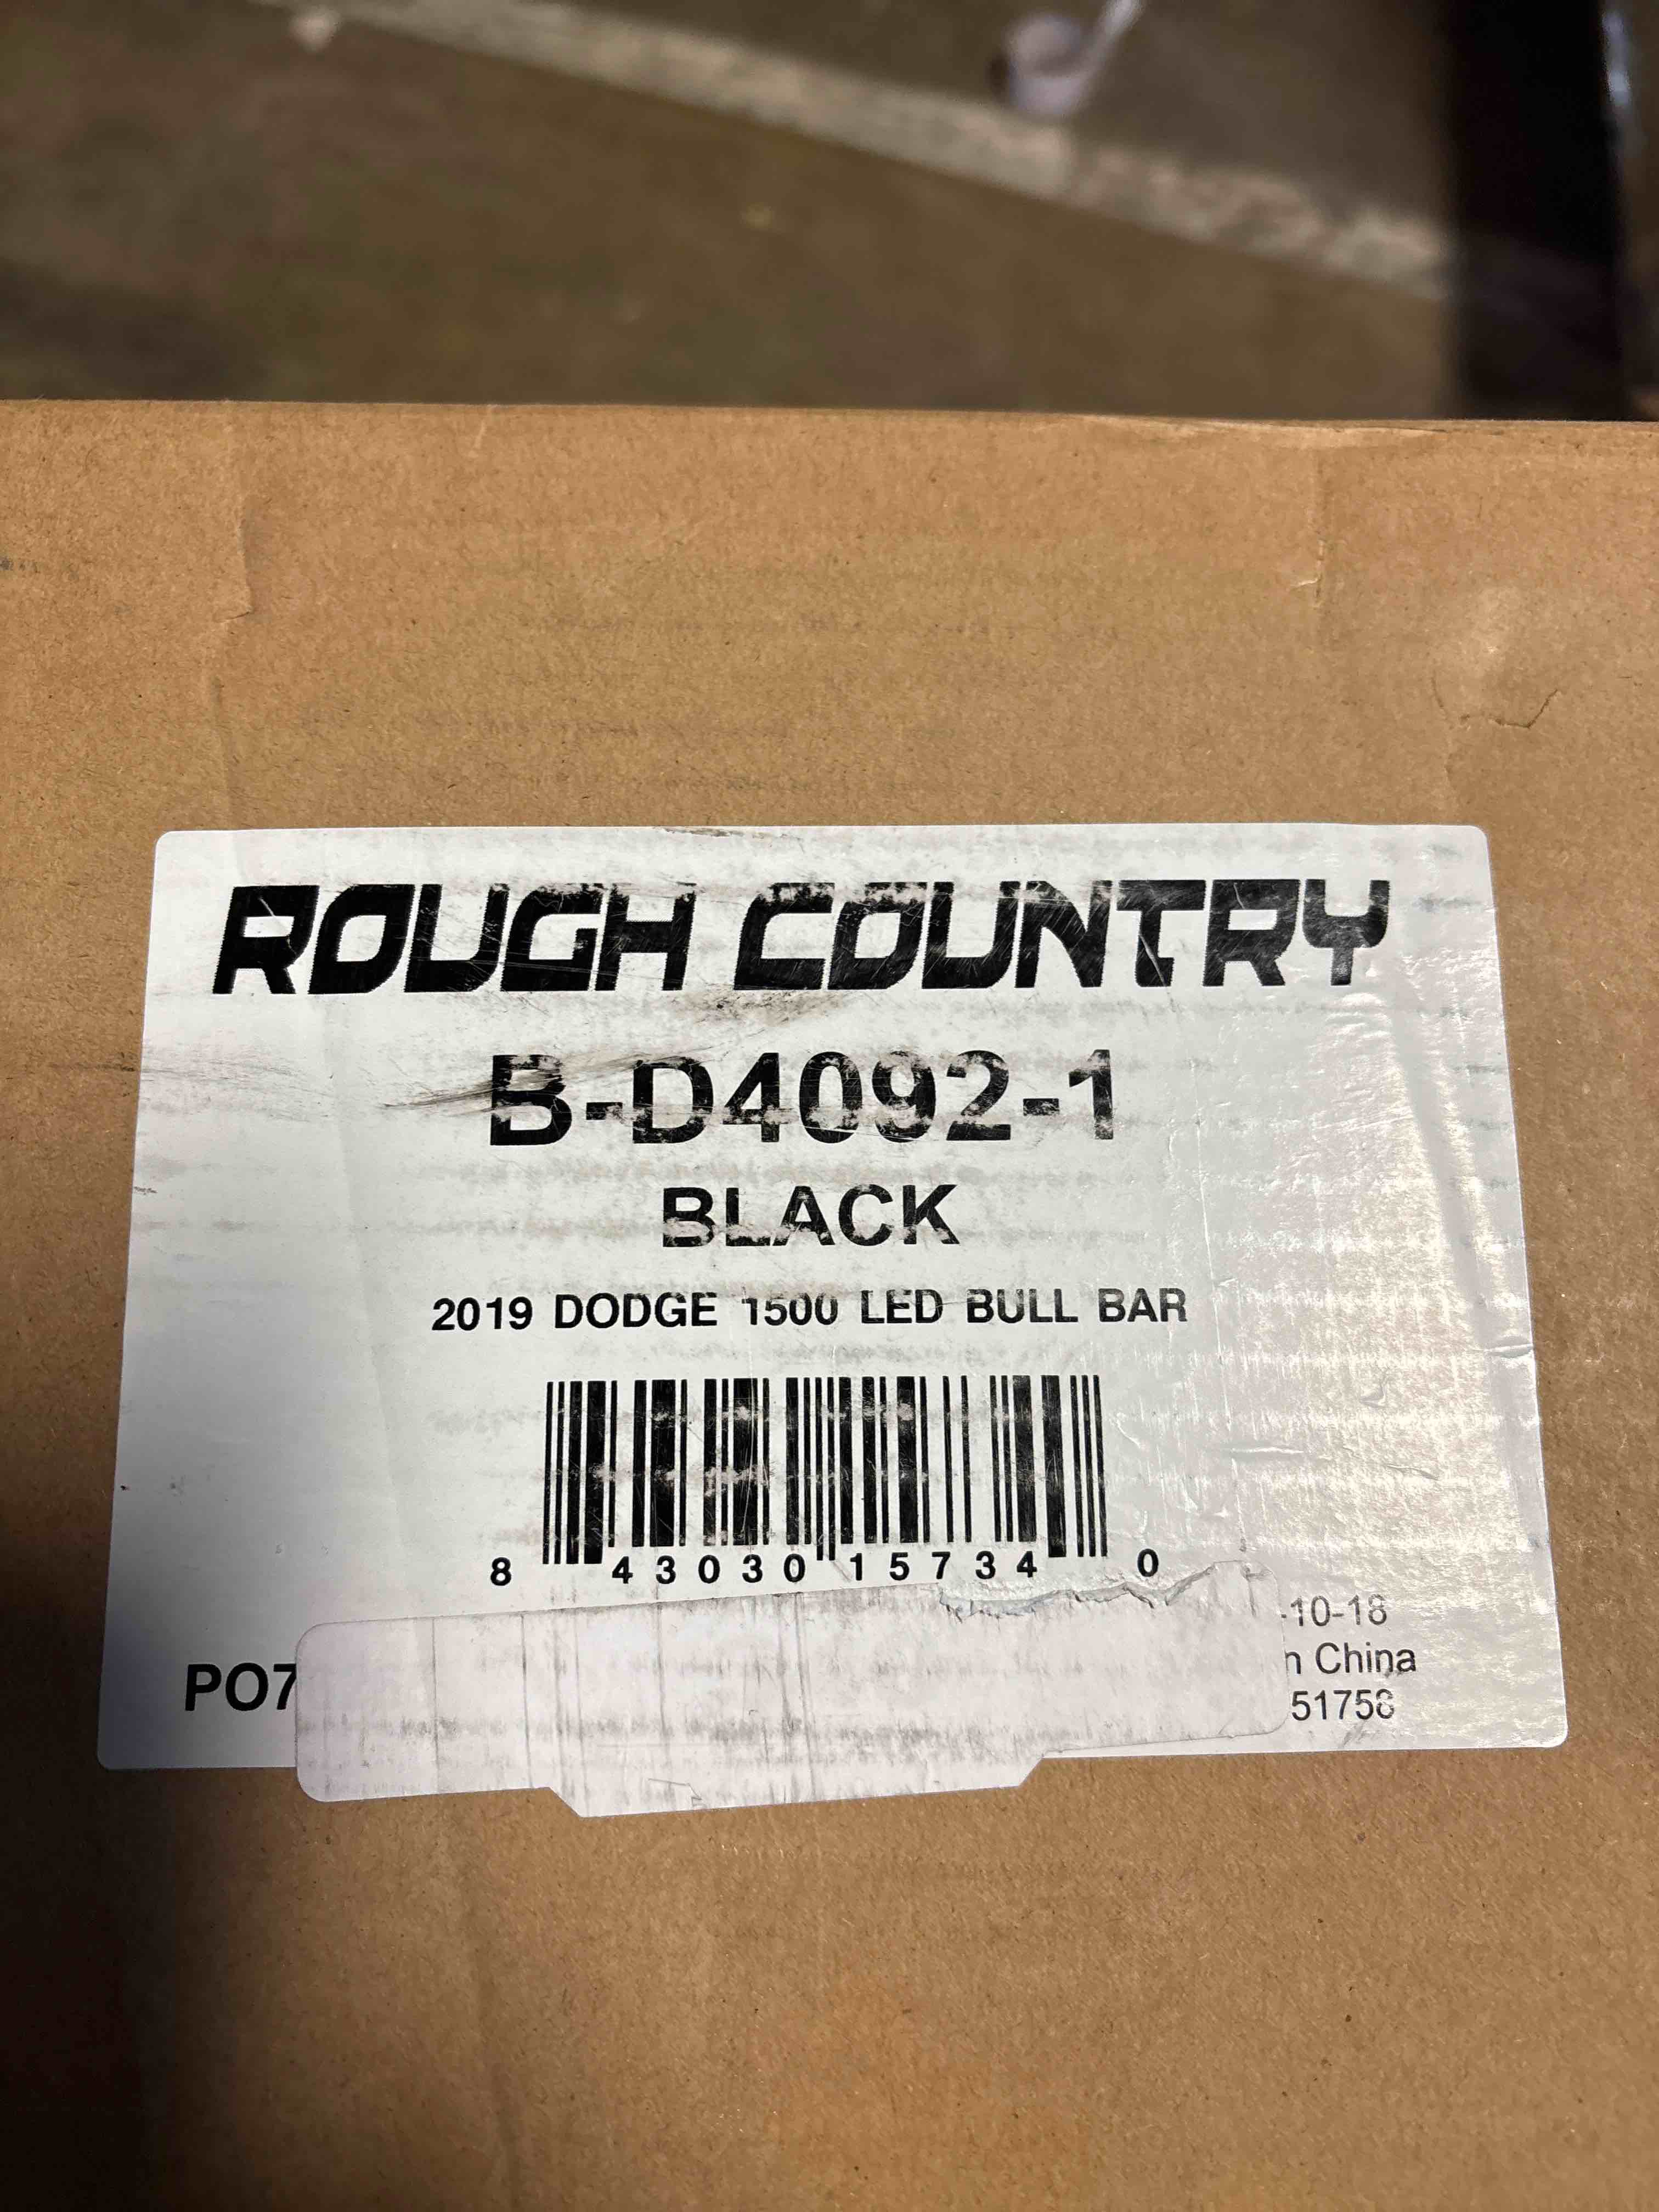 ROUGH COUNTRY
B-D4092-1
BLACK
2019 DODGE 1500 LED BULL BAR
8 43030 15734 0
-10-18
China
PO7
51758